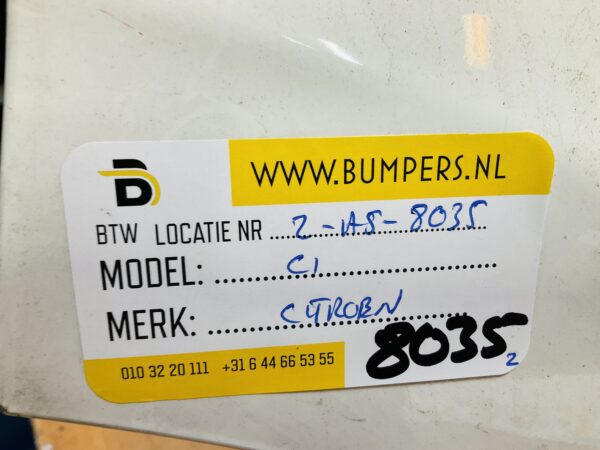 WWW.BUMPERS.NL
BTW LOCATIE NR 2-A5-8035
MODEL: C1
MERK: CITROEN
010 32 20 111 +31 6 44 66 53 55
8035
2